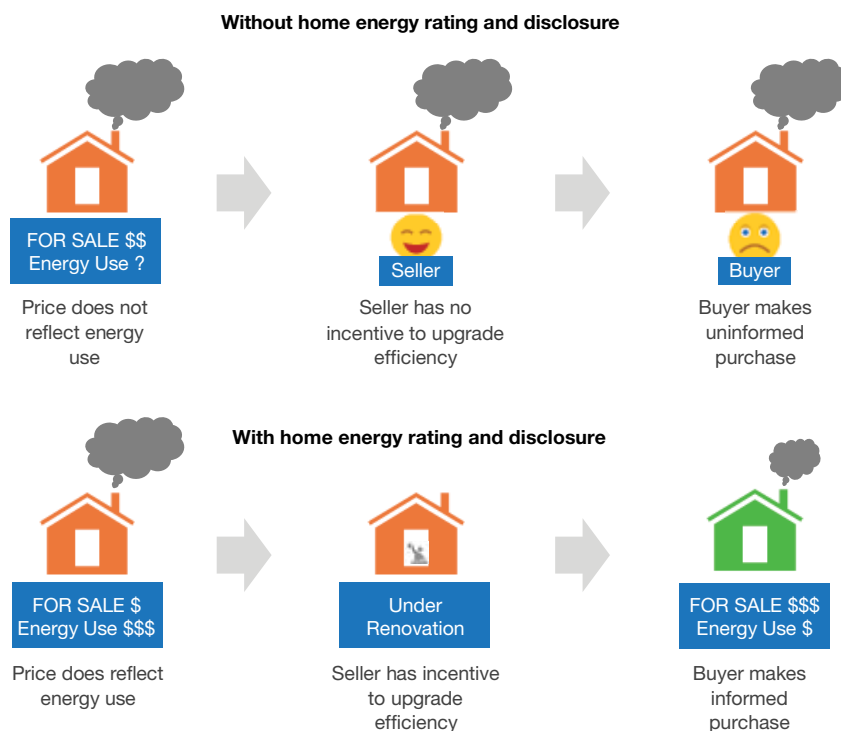 Without home energy rating and disclosure
FOR SALE $$
Energy Use ?
Price does not
reflect energy
use
Seller
Seller has no
incentive to upgrade
efficiency
Buyer
Buyer makes
uninformed
purchase
With home energy rating and disclosure
FOR SALE $
Energy Use $$$
Price does reflect
energy use
Under
Renovation
Seller has incentive
to upgrade
efficiency
FOR SALE $$$
Energy Use $
Buyer makes
informed
purchase